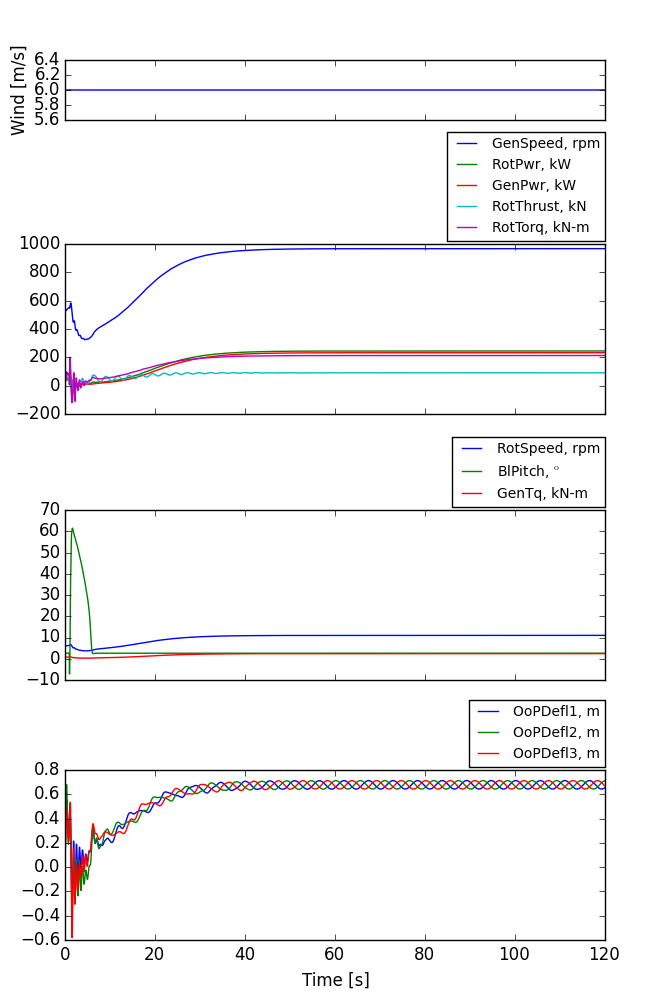 Wind [m/s]
6.4
6.2
6.0
5.8
5.6
GenSpeed, rpm
RotPwr, kW
GenPwr, kW
RotThrust, kN
RotTorq, kN-m
1000
800
600
400
200
0
−200
RotSpeed, rpm
BlPitch, °
GenTq, kN-m
70
60
50
40
30
20
10
0
−10
OoPDefl1, m
OoPDefl2, m
OoPDefl3, m
0.8
0.6
0.4
0.2
0.0
−0.2
−0.4
−0.6
0 20 40 60 80 100 120
Time [s]